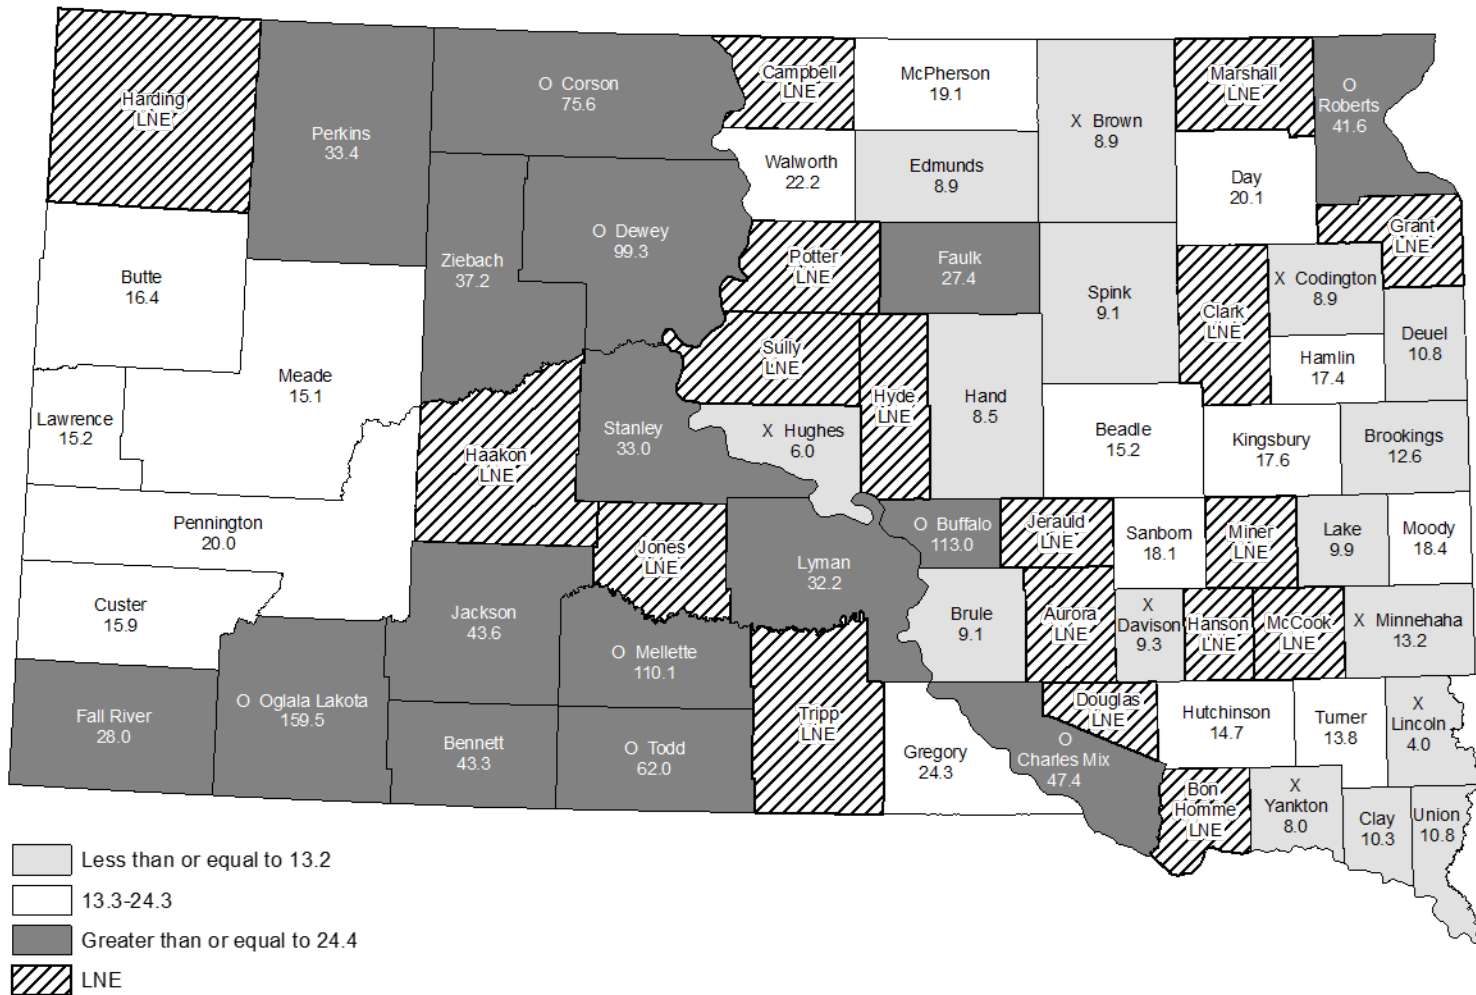 Harding
LNE
Perkins
33.4
O Corson
75.6
Campbell
LNE
McPherson
19.1
X Brown
8.9
Marshall
LNE
O
Roberts
41.6
Walworth
22.2
Edmunds
8.9
Day
20.1
Butte
16.4
Ziebach
37.2
O Dewey
99.3
Potter
LNE
Faulk
27.4
Spink
9.1
Clark
LNE
X Codington
8.9
Grant
LNE
Deuel
10.8
Hamlin
17.4
Lawrence
15.2
Meade
15.1
Haakon
LNE
Stanley
33.0
Sully
LNE
X Hughes
6.0
Hyde
LNE
Hand
8.5
Beadle
15.2
Kingsbury
17.6
Brookings
12.6
Pennington
20.0
Jones
LNE
Lyman
32.2
O Buffalo
113.0
Jerauld
LNE
Sanborn
18.1
Miner
LNE
Lake
9.9
Moody
18.4
Custer
15.9
Jackson
43.6
O Mellette
110.1
Brule
9.1
Aurora
LNE
X
Davison
9.3
Hanson
LNE
McCook
LNE
X Minnehaha
13.2
Fall River
28.0
O Oglala Lakota
159.5
Bennett
43.3
O Todd
62.0
Tripp
LNE
Gregory
24.3
O
Charles Mix
47.4
Douglas
LNE
Hutchinson
14.7
Turner
13.8
X
Lincoln
4.0
Bon
Homme
LNE
X
Yankton
8.0
Clay
10.3
Union
10.8
Less than or equal to 13.2
13.3-24.3
Greater than or equal to 24.4
LNE